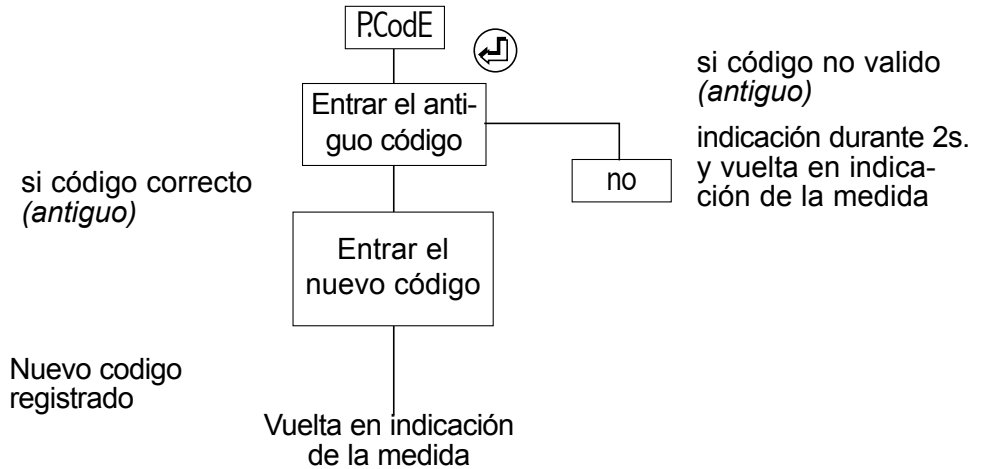 P.CodE
Entrar el anti-
guo código
si código no valido
(antiguo)
indicación durante 2s.
y vuelta en indica-
ción de la medida
no
si código correcto
(antiguo)
Entrar el
nuevo código
Nuevo codigo
registrado
Vuelta en indicación
de la medida